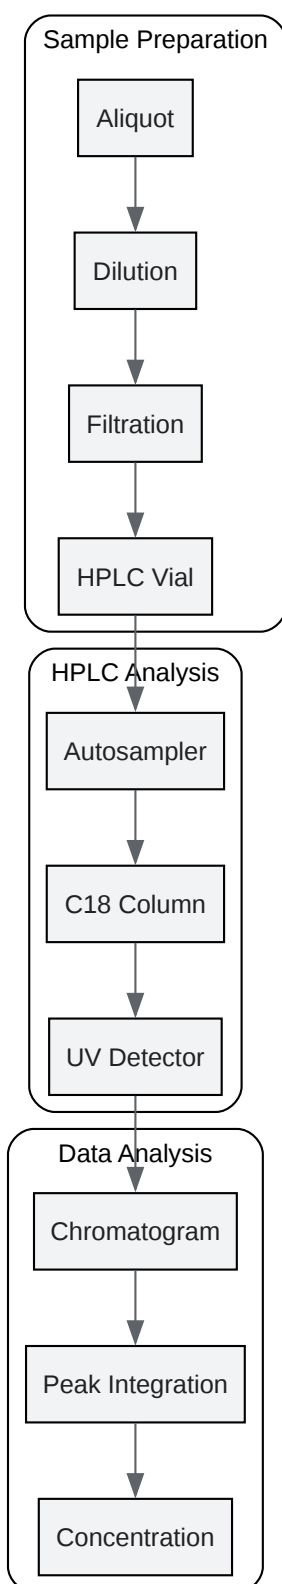 Sample Preparation
Aliquot
Dilution
Filtration
HPLC Vial
HPLC Analysis
Autosampler
C18 Column
UV Detector
Data Analysis
Chromatogram
Peak Integration
Concentration